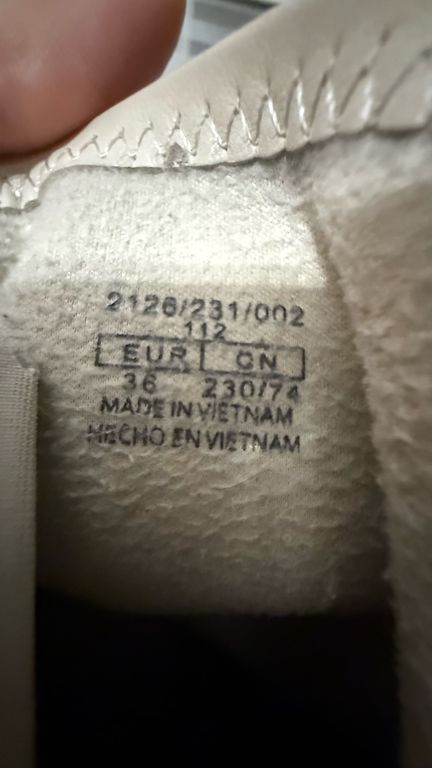 2126/231/002
112
EUR CN
36 230/74
MADE IN VIETNAM
HECHO EN VIETNAM